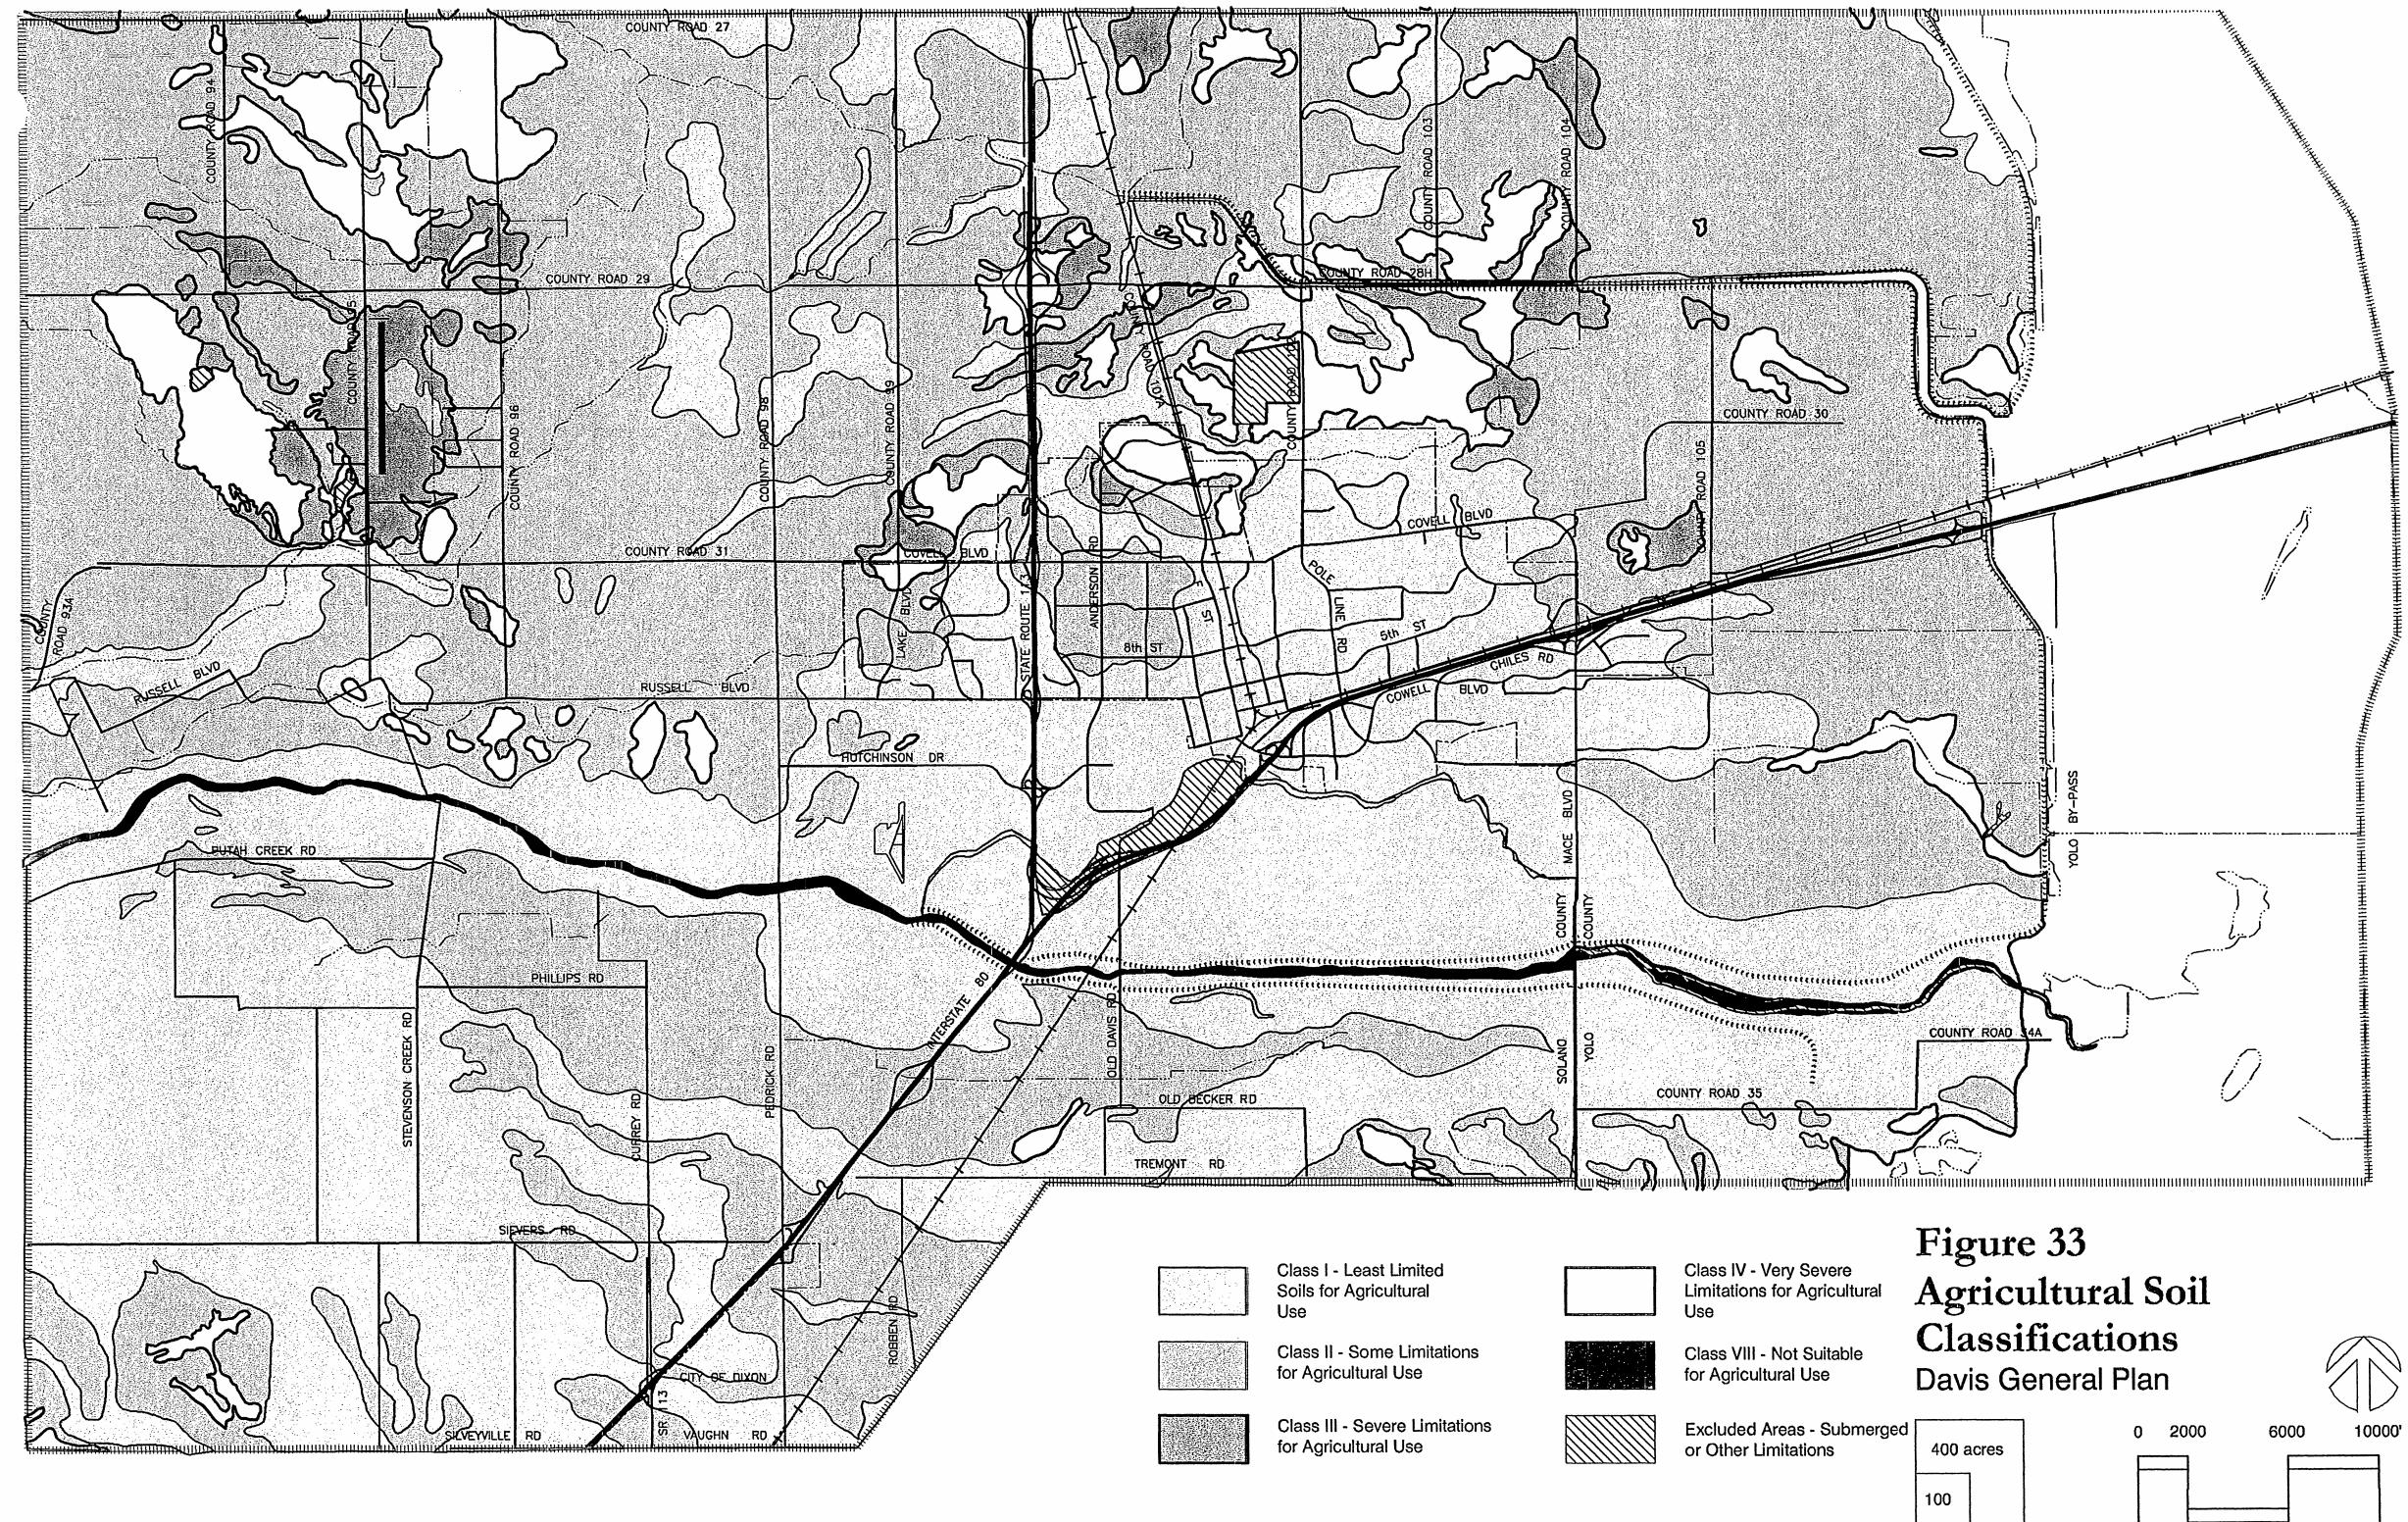 COUNTY ROAD 27
COUNTY ROAD 94
COUNTY ROAD 103
COUNTY ROAD 104
COUNTY ROAD 29
COUNTY ROAD 28H
COUNTY ROAD 95
COUNTY ROAD 96
COUNTY ROAD 98
COUNTY ROAD 99
COUNTY ROAD 101A
COUNTY ROAD
COUNTY ROAD 30
COUNTY ROAD 105
COUNTY ROAD 31
COVELL BLVD
COVELL BLVD
COUNTY
ROAD 93A
LAKE BLVD
STATE ROUTE 113
ANDERSON RD
F ST
POLE LINE RD
8th ST
5th ST
CHILES RD
COWELL BLVD
RUSSELL BLVD
RUSSELL BLVD
HUTCHINSON DR
MACE BLVD
YOLO BY-PASS
PUTAH CREEK RD
PHILLIPS RD
INTERSTATE 80
OLD DAVIS RD
SOLANO COUNTY
YOLO COUNTY
COUNTY ROAD 34A
STEVENSON CREEK RD
CURREY RD
PEDRICK RD
OLD BECKER RD
COUNTY ROAD 35
TREMONT RD
SIEVERS RD
ROBBEN RD
CITY OF DIXON
SR 113
SILVEYVILLE RD
VAUGHN RD
Class I - Least Limited
Soils for Agricultural
Use
Class II - Some Limitations
for Agricultural Use
Class III - Severe Limitations
for Agricultural Use
Class IV - Very Severe
Limitations for Agricultural
Use
Class VIII - Not Suitable
for Agricultural Use
Excluded Areas - Submerged
or Other Limitations
Figure 33
Agricultural Soil
Classifications
Davis General Plan
400 acres
100
0 2000 6000 10000'